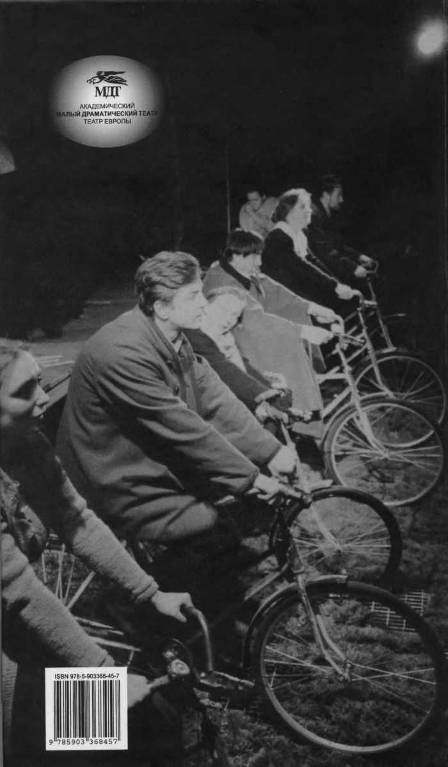 МДТ
АКАДЕМИЧЕСКИЙ
МАЛЫЙ ДРАМАТИЧЕСКИЙ ТЕАТР
ТЕАТР ЕВРОПЫ
ISBN 978-5-903368-45-7
9 785903 368457